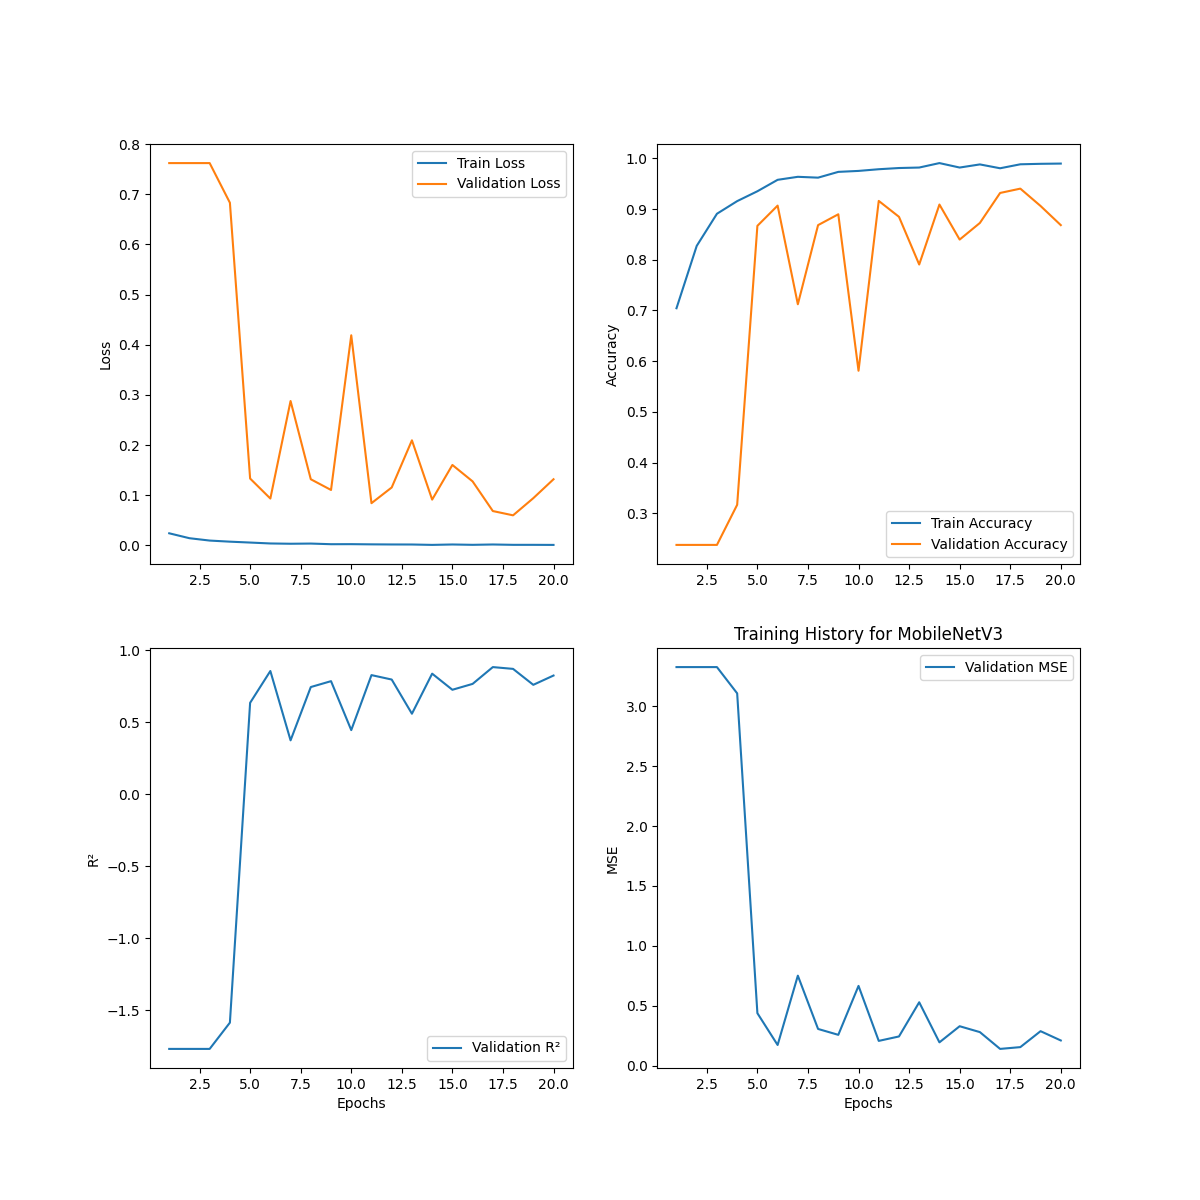 0.8
0.7
0.6
0.5
0.4
0.3
0.2
0.1
0.0
Loss
Train Loss
Validation Loss
2.5 5.0 7.5 10.0 12.5 15.0 17.5 20.0
1.0
0.9
0.8
0.7
0.6
0.5
0.4
0.3
Accuracy
Train Accuracy
Validation Accuracy
2.5 5.0 7.5 10.0 12.5 15.0 17.5 20.0
1.0
0.5
0.0
−0.5
−1.0
−1.5
R²
Validation R²
2.5 5.0 7.5 10.0 12.5 15.0 17.5 20.0
Epochs
Training History for MobileNetV3
3.0
2.5
2.0
1.5
1.0
0.5
0.0
MSE
Validation MSE
2.5 5.0 7.5 10.0 12.5 15.0 17.5 20.0
Epochs